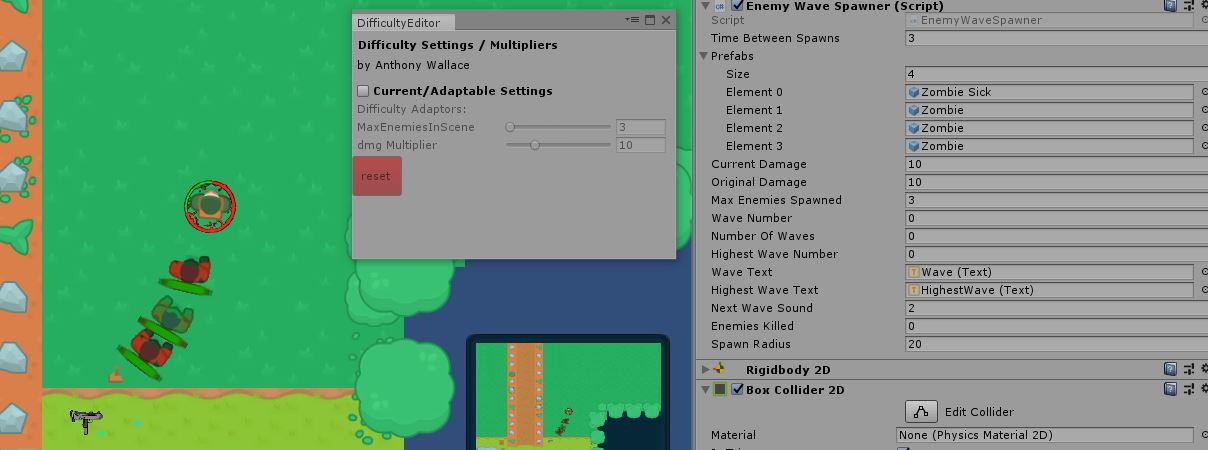 DifficultyEditor
Difficulty Settings / Multipliers
by Anthony Wallace
Current/Adaptable Settings
Difficulty Adaptors:
MaxEnemiesInScene 3
dmg Multiplier 10
reset
Enemy Wave Spawner (Script)
Script EnemyWaveSpawner
Time Between Spawns 3
Prefabs
Size 4
Element 0 Zombie Sick
Element 1 Zombie
Element 2 Zombie
Element 3 Zombie
Current Damage 10
Original Damage 10
Max Enemies Spawned 3
Wave Number 0
Number Of Waves 0
Highest Wave Number 0
Wave Text Wave (Text)
Highest Wave Text HighestWave (Text)
Next Wave Sound 2
Enemies Killed 0
Spawn Radius 20
Rigidbody 2D
Box Collider 2D
Edit Collider
Material None (Physics Material 2D)